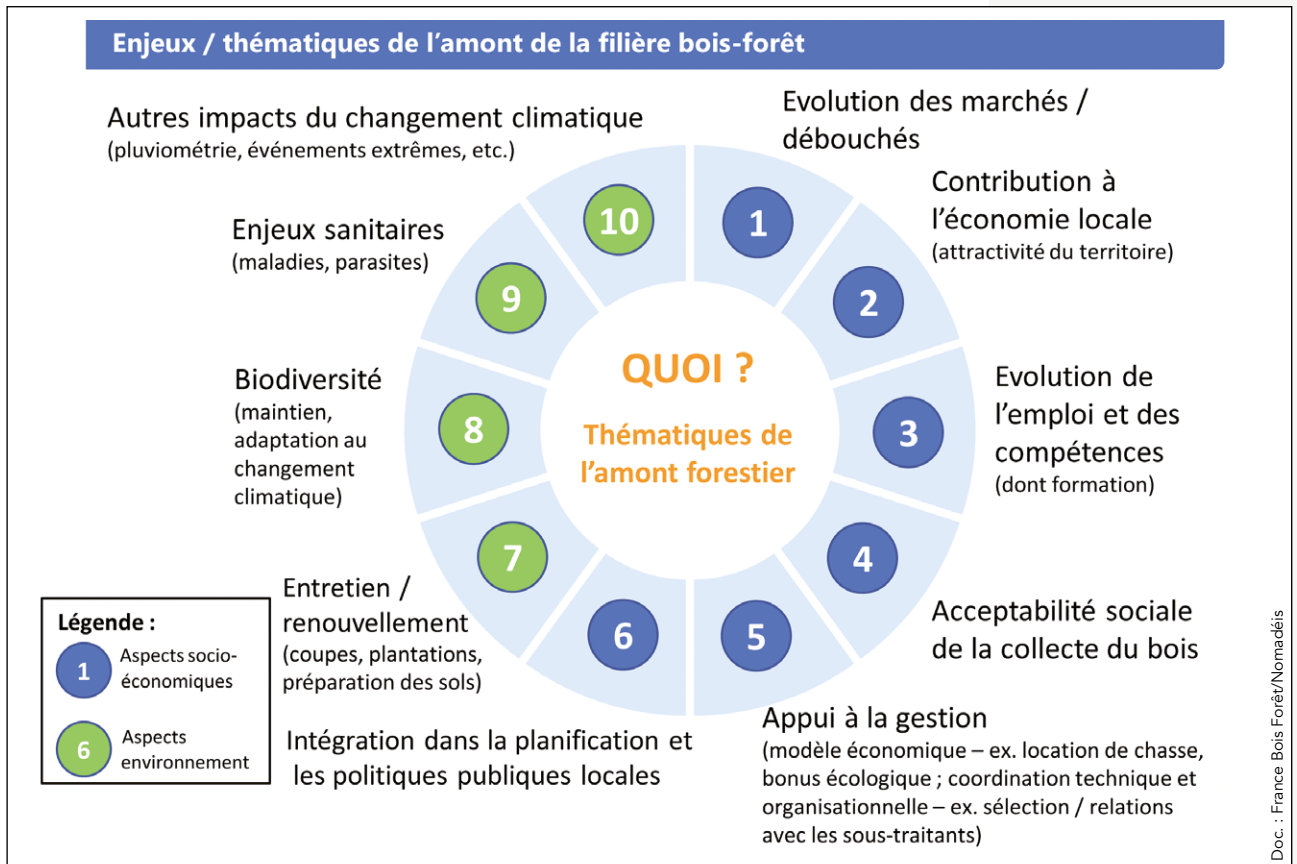 Enjeux / thématiques de l'amont de la filière bois-forêt
Autres impacts du changement climatique
(pluviométrie, événements extrêmes, etc.)
Evolution des marchés /
débouchés
Contribution à
l'économie locale
(attractivité du territoire)
Enjeux sanitaires
(maladies, parasites)
10
1
9
2
QUOI ?
Thématiques de
l'amont forestier
Biodiversité
(maintien,
adaptation au
changement
climatique)
8
3
Evolution de
l'emploi et des
compétences
(dont formation)
7
4
6
5
Acceptabilité sociale
de la collecte du bois
Entretien /
renouvellement
(coupes, plantations,
préparation des sols)
Légende :
1
Aspects socio-
économiques
6
Aspects
environnement
Intégration dans la planification et
les politiques publiques locales
Appui à la gestion
(modèle économique – ex. location de chasse,
bonus écologique ; coordination technique et
organisationnelle – ex. sélection / relations
avec les sous-traitants)
Doc. : France Bois Forêt/Nomadéis